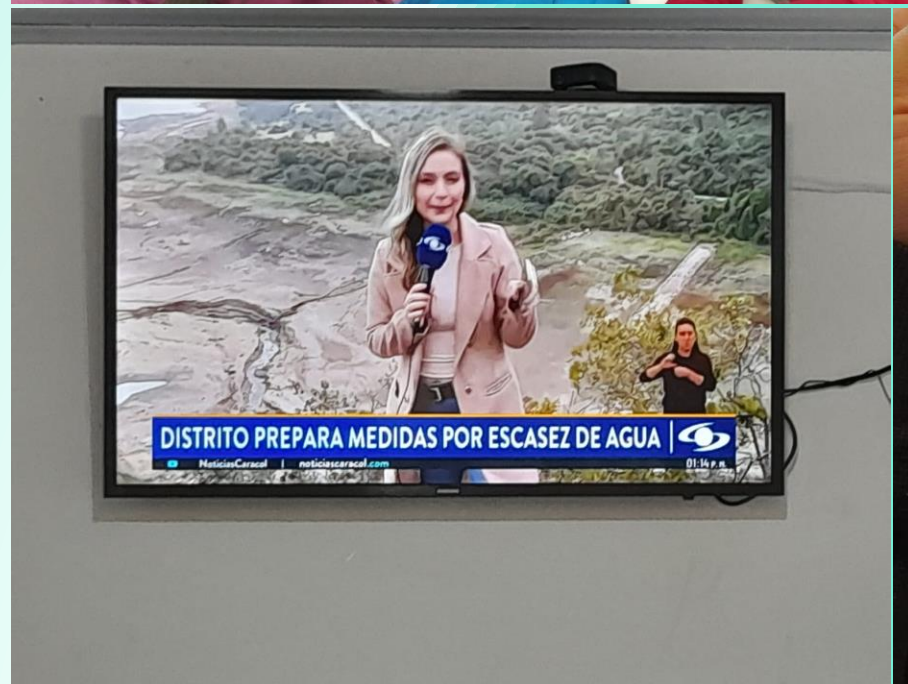 DISTRITO PREPARA MEDIDAS POR ESCASEZ DE AGUA
NoticiasCaracol | noticiascaracol.com 01:14 P. M.